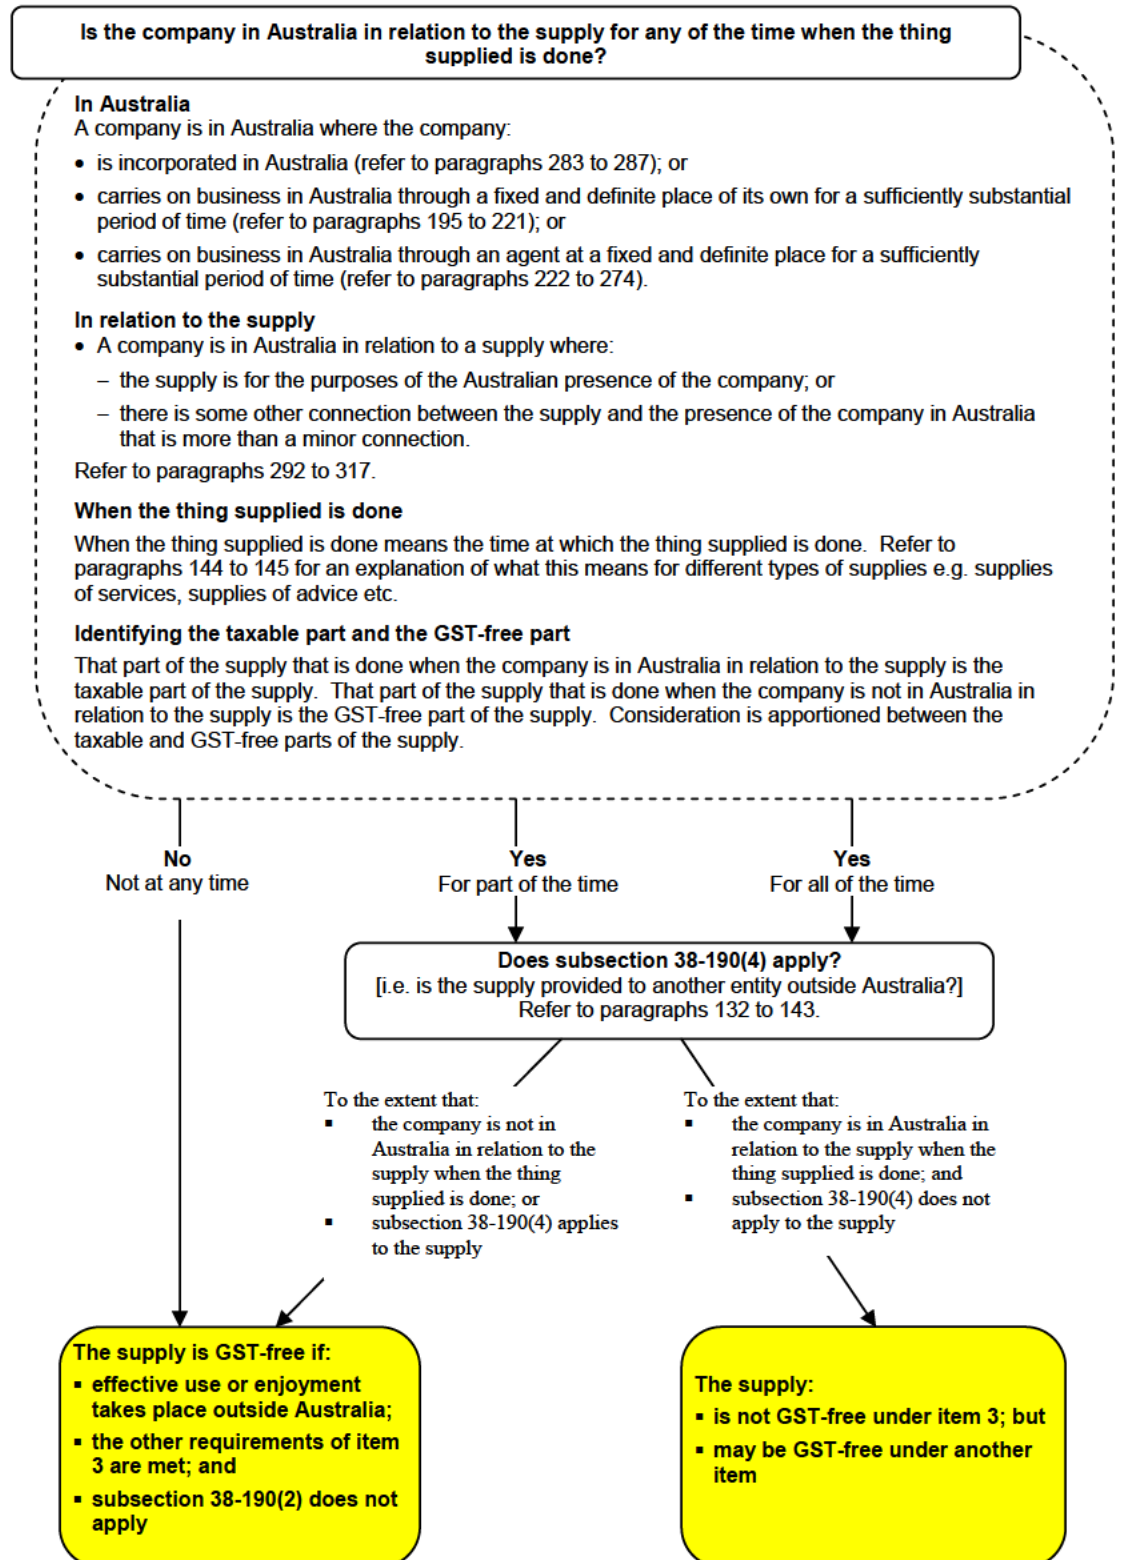 Is the company in Australia in relation to the supply for any of the time when the thing
supplied is done?
In Australia
A company is in Australia where the company:
• is incorporated in Australia (refer to paragraphs 283 to 287); or
• carries on business in Australia through a fixed and definite place of its own for a sufficiently substantial
period of time (refer to paragraphs 195 to 221); or
• carries on business in Australia through an agent at a fixed and definite place for a sufficiently
substantial period of time (refer to paragraphs 222 to 274).
In relation to the supply
• A company is in Australia in relation to a supply where:
– the supply is for the purposes of the Australian presence of the company; or
– there is some other connection between the supply and the presence of the company in Australia
that is more than a minor connection.
Refer to paragraphs 292 to 317.
When the thing supplied is done
When the thing supplied is done means the time at which the thing supplied is done. Refer to
paragraphs 144 to 145 for an explanation of what this means for different types of supplies e.g. supplies
of services, supplies of advice etc.
Identifying the taxable part and the GST-free part
That part of the supply that is done when the company is in Australia in relation to the supply is the
taxable part of the supply. That part of the supply that is done when the company is not in Australia in
relation to the supply is the GST-free part of the supply. Consideration is apportioned between the
taxable and GST-free parts of the supply.
No
Not at any time
Yes
For part of the time
Yes
For all of the time
Does subsection 38-190(4) apply?
[i.e. is the supply provided to another entity outside Australia?]
Refer to paragraphs 132 to 143.
To the extent that:
▪ the company is not in
Australia in relation to the
supply when the thing
supplied is done; or
▪ subsection 38-190(4) applies
to the supply
To the extent that:
▪ the company is in Australia in
relation to the supply when the
thing supplied is done; and
▪ subsection 38-190(4) does not
apply to the supply
The supply is GST-free if:
▪ effective use or enjoyment
takes place outside Australia;
▪ the other requirements of item
3 are met; and
▪ subsection 38-190(2) does not
apply
The supply:
▪ is not GST-free under item 3; but
▪ may be GST-free under another
item